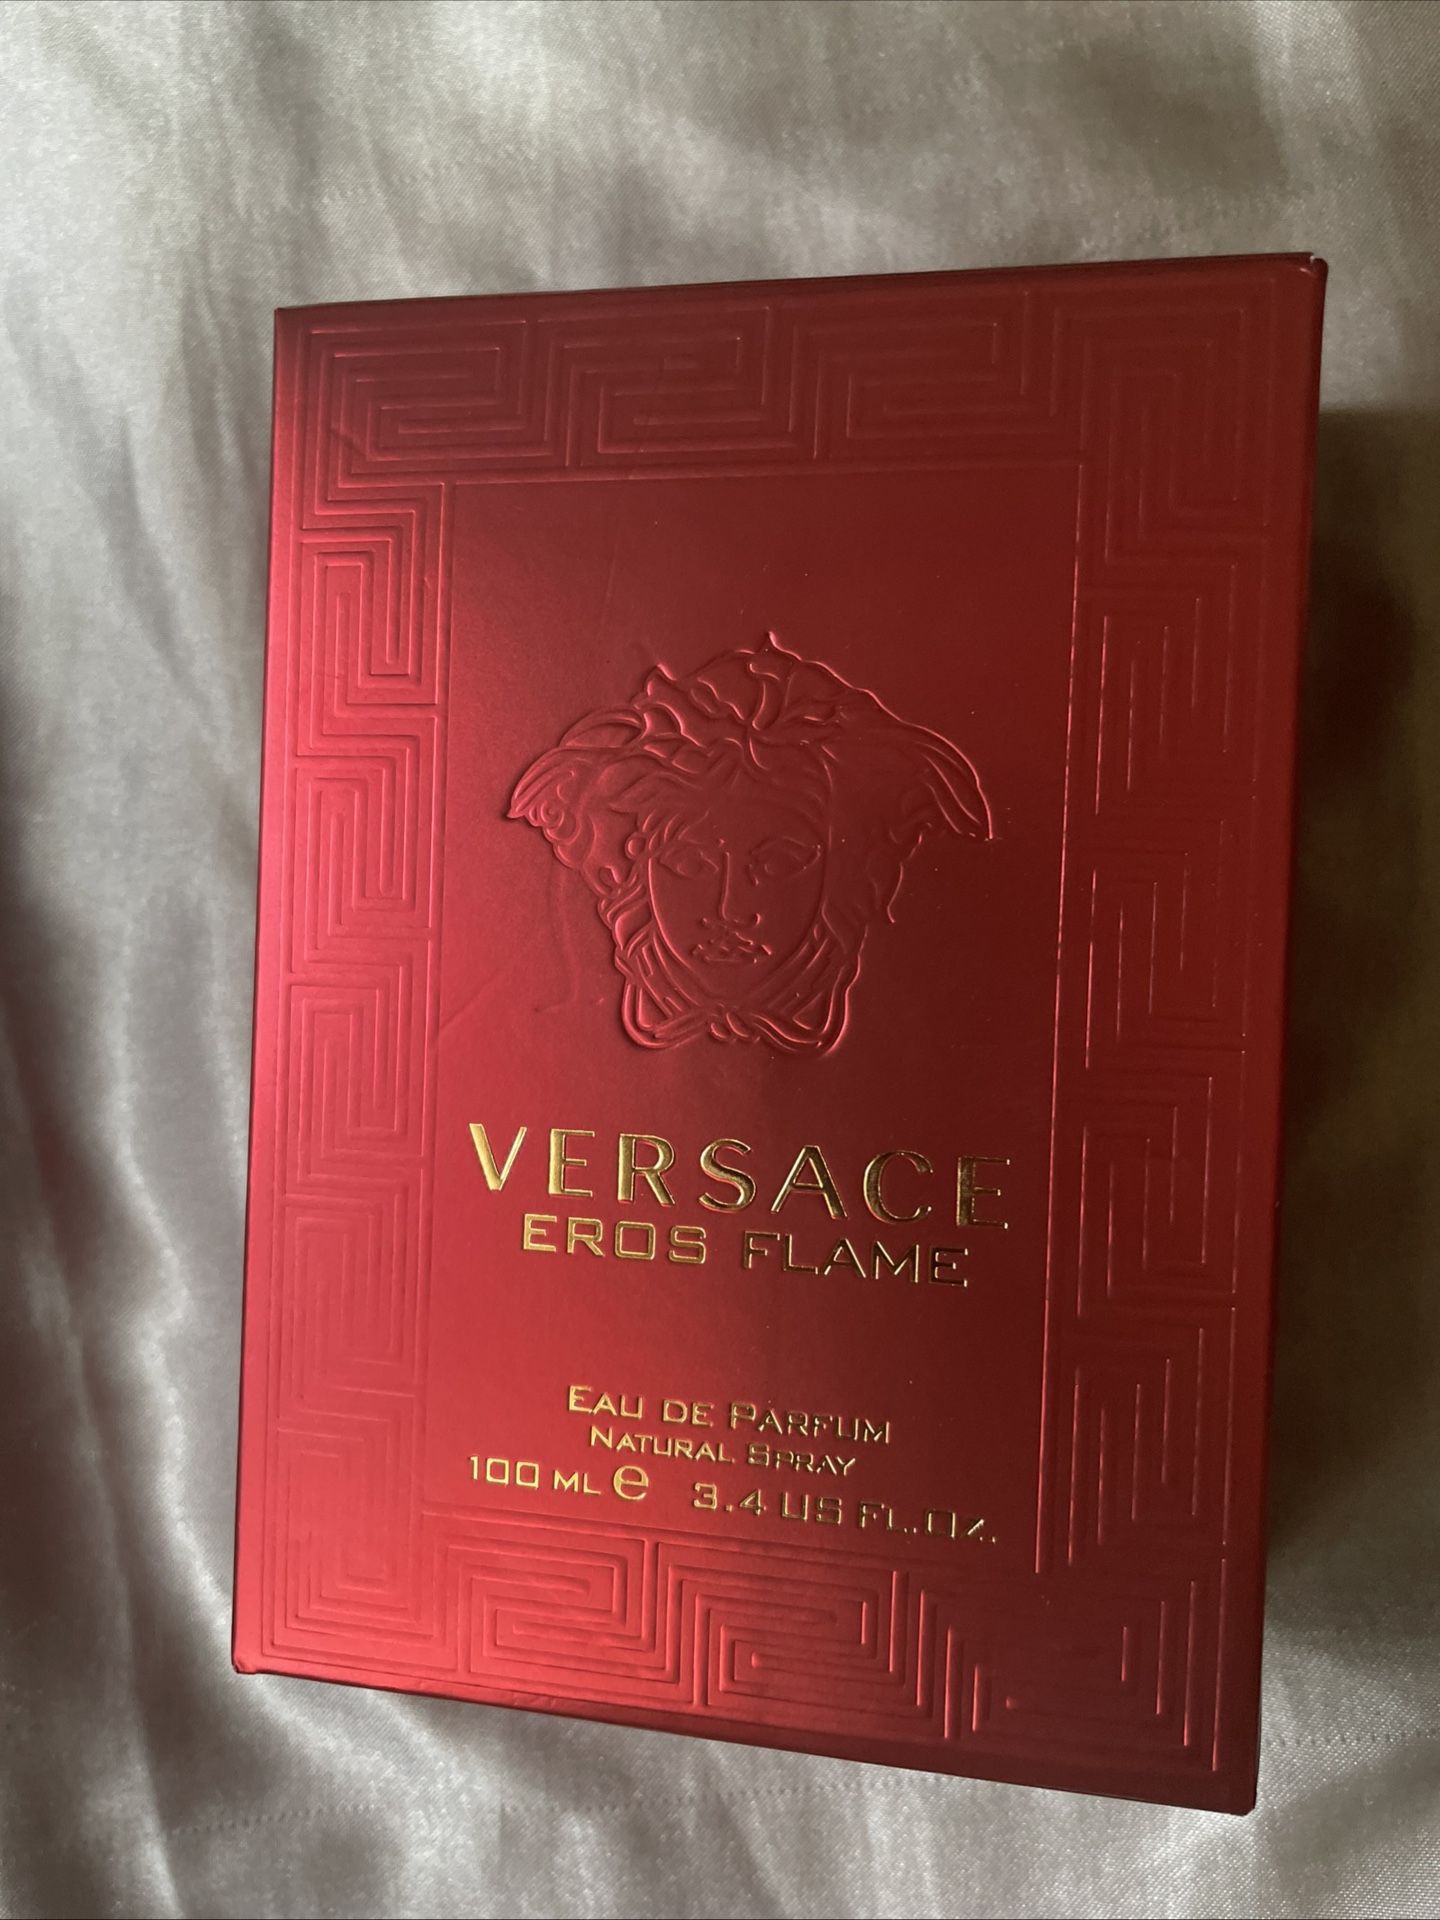 VERSACE
EROS FLAME
EAU DE PARFUM
NATURAL SPRAY
100 ML e 3.4 US FL.OZ.